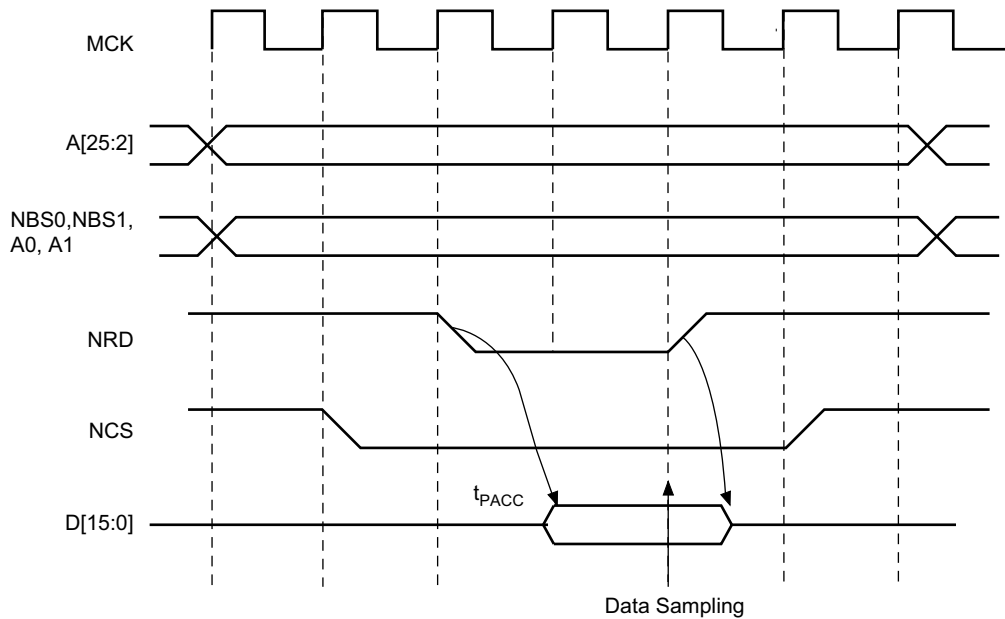 MCK
A[25:2]
NBS0,NBS1,
A0, A1
NRD
NCS
tPACC
D[15:0]
Data Sampling